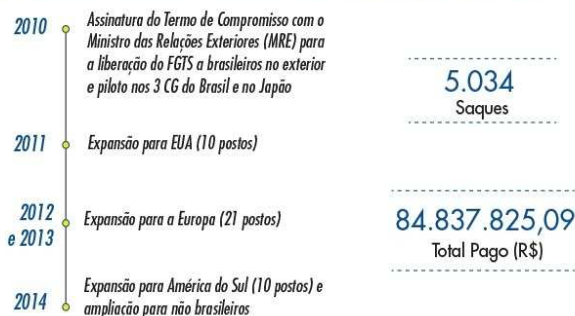 2010
Assinatura do Termo de Compromisso com o
Ministro das Relações Exteriores (MRE) para
a liberação do FGTS a brasileiros no exterior
e piloto nos 3 CG do Brasil e no Japão
5.034
Saques
2011
Expansão para EUA (10 postos)
2012
e 2013
Expansão para a Europa (21 postos)
84.837.825,09
Total Pago (R$)
2014
Expansão para América do Sul (10 postos) e
ampliação para não brasileiros